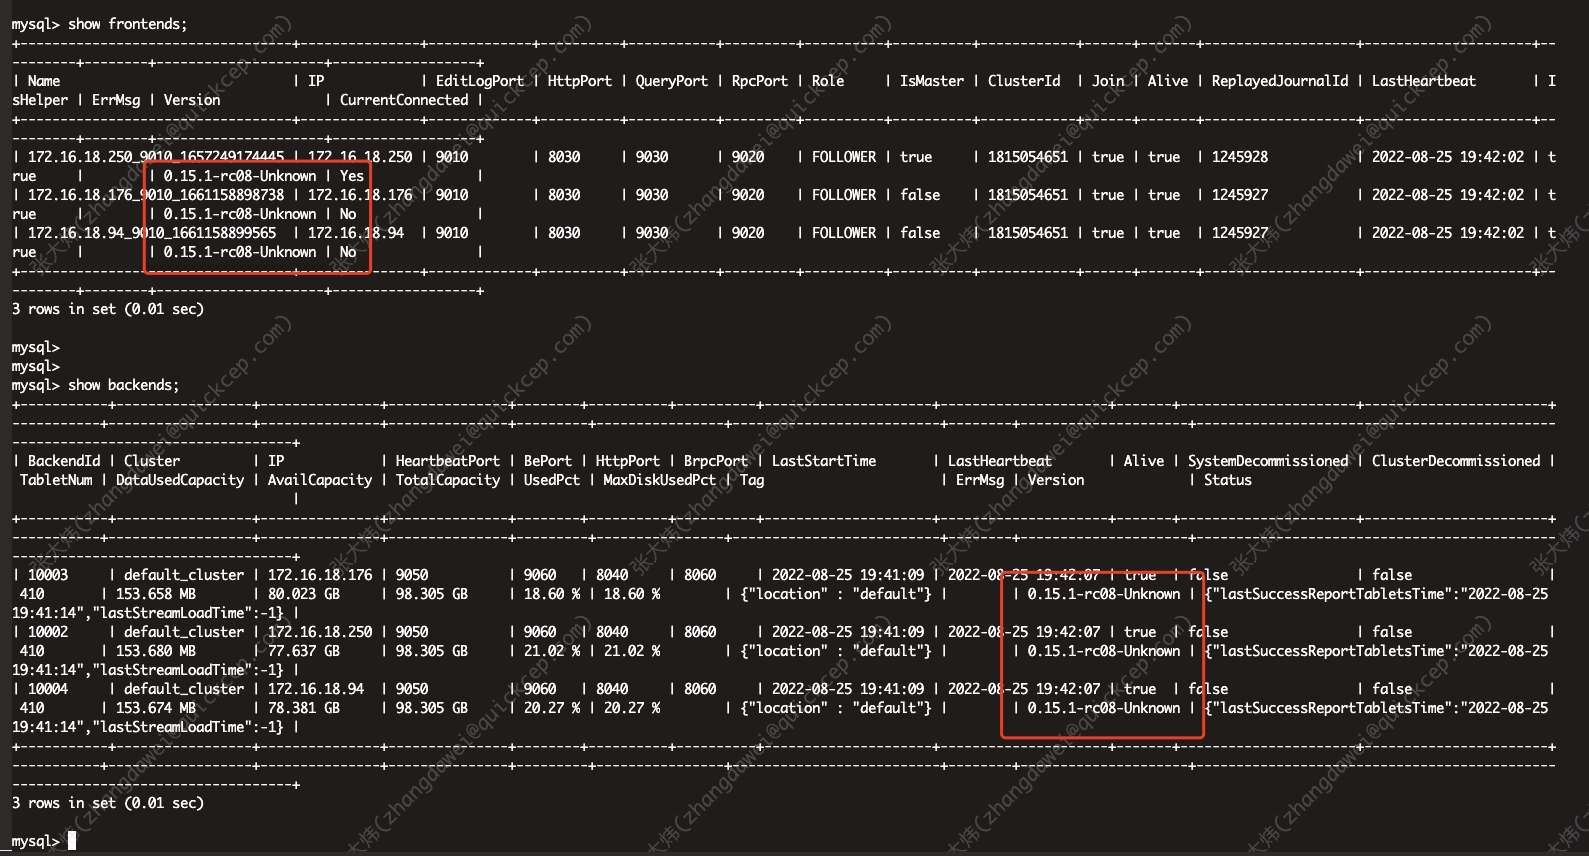 mysql> show frontends;
+-----------------------------------+---------------+-------------+----------+-----------+---------+----------+----------+------------+------+-------+-------------------+---------------------+--
--------+--------+----------------------+------------------+
| Name                              | IP            | EditLogPort | HttpPort | QueryPort | RpcPort | Role     | IsMaster | ClusterId  | Join | Alive | ReplayedJournalId | LastHeartbeat       | I
sHelper | ErrMsg | Version              | CurrentConnected |
+-----------------------------------+---------------+-------------+----------+-----------+---------+----------+----------+------------+------+-------+-------------------+---------------------+--
--------+--------+----------------------+------------------+
| 172.16.18.250_9010_1657249174445 | 172.16.18.250 | 9010        | 8030     | 9030      | 9020    | FOLLOWER | true     | 1815054651 | true | true  | 1245928           | 2022-08-25 19:42:02 | t
rue     |        | 0.15.1-rc08-Unknown | Yes              |
| 172.16.18.176_9010_1661158898738 | 172.16.18.176 | 9010        | 8030     | 9030      | 9020    | FOLLOWER | false    | 1815054651 | true | true  | 1245927           | 2022-08-25 19:42:02 | t
rue     |        | 0.15.1-rc08-Unknown | No               |
| 172.16.18.94_9010_1661158899565  | 172.16.18.94  | 9010        | 8030     | 9030      | 9020    | FOLLOWER | false    | 1815054651 | true | true  | 1245927           | 2022-08-25 19:42:02 | t
rue     |        | 0.15.1-rc08-Unknown | No               |
+-----------------------------------+---------------+-------------+----------+-----------+---------+----------+----------+------------+------+-------+-------------------+---------------------+--
--------+--------+----------------------+------------------+
3 rows in set (0.01 sec)
mysql>
mysql>
mysql> show backends;
+-----------+-----------------+---------------+---------------+--------+----------+----------+---------------------+---------------------+-------+----------------------+-----------------------+
-----------+------------------+---------------+---------------+---------+----------------+--------------------------+--------+---------------------+------------------------------------
-----------------------------------+
| BackendId | Cluster         | IP            | HeartbeatPort | BePort | HttpPort | BrpcPort | LastStartTime       | LastHeartbeat       | Alive | SystemDecommissioned | ClusterDecommissioned |
 TabletNum | DataUsedCapacity | AvailCapacity | TotalCapacity | UsedPct | MaxDiskUsedPct | Tag                      | ErrMsg | Version             | Status
                                   |
+-----------+-----------------+---------------+---------------+--------+----------+----------+---------------------+---------------------+-------+----------------------+-----------------------+
-----------+------------------+---------------+---------------+---------+----------------+--------------------------+--------+---------------------+------------------------------------
-----------------------------------+
| 10003     | default_cluster | 172.16.18.176 | 9050          | 9060   | 8040     | 8060     | 2022-08-25 19:41:09 | 2022-08-25 19:42:07 | true  | false                | false                 |
 410       | 153.658 MB       | 80.023 GB     | 98.305 GB     | 18.60 % | 18.60 %        | {"location" : "default"} |        | 0.15.1-rc08-Unknown | {"lastSuccessReportTabletsTime":"2022-08-25
19:41:14","lastStreamLoadTime":-1} |
| 10002     | default_cluster | 172.16.18.250 | 9050          | 9060   | 8040     | 8060     | 2022-08-25 19:41:09 | 2022-08-25 19:42:07 | true  | false                | false                 |
 410       | 153.680 MB       | 77.637 GB     | 98.305 GB     | 21.02 % | 21.02 %        | {"location" : "default"} |        | 0.15.1-rc08-Unknown | {"lastSuccessReportTabletsTime":"2022-08-25
19:41:14","lastStreamLoadTime":-1} |
| 10004     | default_cluster | 172.16.18.94  | 9050          | 9060   | 8040     | 8060     | 2022-08-25 19:41:09 | 2022-08-25 19:42:07 | true  | false                | false                 |
 410       | 153.674 MB       | 78.381 GB     | 98.305 GB     | 20.27 % | 20.27 %        | {"location" : "default"} |        | 0.15.1-rc08-Unknown | {"lastSuccessReportTabletsTime":"2022-08-25
19:41:14","lastStreamLoadTime":-1} |
+-----------+-----------------+---------------+---------------+--------+----------+----------+---------------------+---------------------+-------+----------------------+-----------------------+
-----------+------------------+---------------+---------------+---------+----------------+--------------------------+--------+---------------------+------------------------------------
-----------------------------------+
3 rows in set (0.01 sec)
mysql>
张大炜(zhangdawei@quickcep.com)